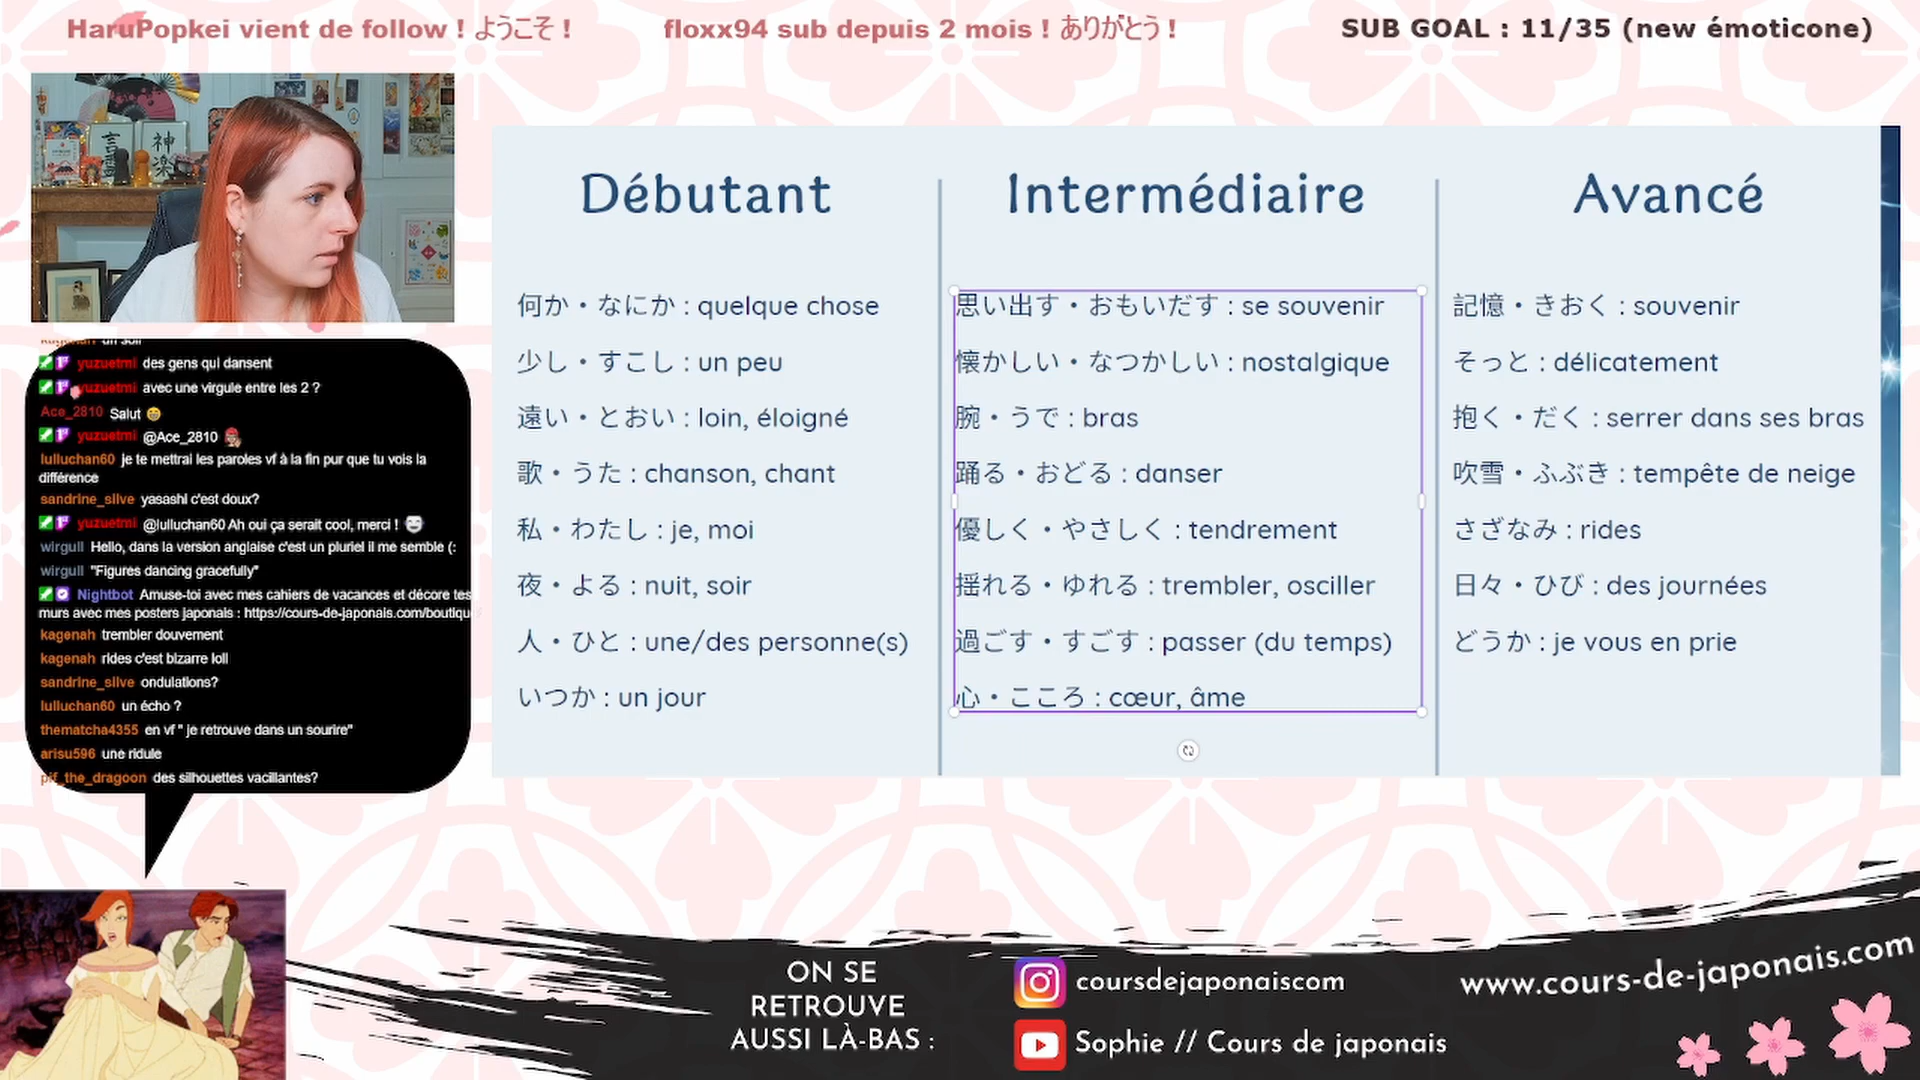 HaruPopkei vient de follow ! ようこそ !
floxx94 sub depuis 2 mois ! ありがとう !
SUB GOAL : 11/35 (new émoticone)
言霊
神楽
Débutant
何か・なにか : quelque chose
少し・すこし : un peu
遠い・とおい : loin, éloigné
歌・うた : chanson, chant
私・わたし : je, moi
夜・よる : nuit, soir
人・ひと : une/des personne(s)
いつか : un jour
Intermédiaire
思い出す・おもいだす : se souvenir
懐かしい・なつかしい : nostalgique
腕・うで : bras
踊る・おどる : danser
優しく・やさしく : tendrement
揺れる・ゆれる : trembler, osciller
過ごす・すごす : passer (du temps)
心・こころ : cœur, âme
Avancé
記憶・きおく : souvenir
そっと : délicatement
抱く・だく : serrer dans ses bras
吹雪・ふぶき : tempête de neige
さざなみ : rides
日々・ひび : des journées
どうか : je vous en prie
kagenah un soir
yuzuetmi des gens qui dansent
yuzuetmi avec une virgule entre les 2 ?
Ace_2810 Salut
yuzuetmi @Ace_2810
lulluchan60 je te mettrai les paroles vf à la fin pur que tu vois la
différence
sandrine_silve yasashi c'est doux?
yuzuetmi @lulluchan60 Ah oui ça serait cool, merci !
wirgull Hello, dans la version anglaise c'est un pluriel il me semble (:
wirgull "Figures dancing gracefully"
Nightbot Amuse-toi avec mes cahiers de vacances et décore tes
murs avec mes posters japonais : https://cours-de-japonais.com/boutique
kagenah trembler douvement
kagenah rides c'est bizarre loll
sandrine_silve ondulations?
lulluchan60 un écho ?
thematcha4355 en vf " je retrouve dans un sourire"
arisu596 une ridule
pif_the_dragoon des silhouettes vacillantes?
ON SE
RETROUVE
AUSSI LÀ-BAS :
coursdejaponaiscom
Sophie // Cours de japonais
www.cours-de-japonais.com